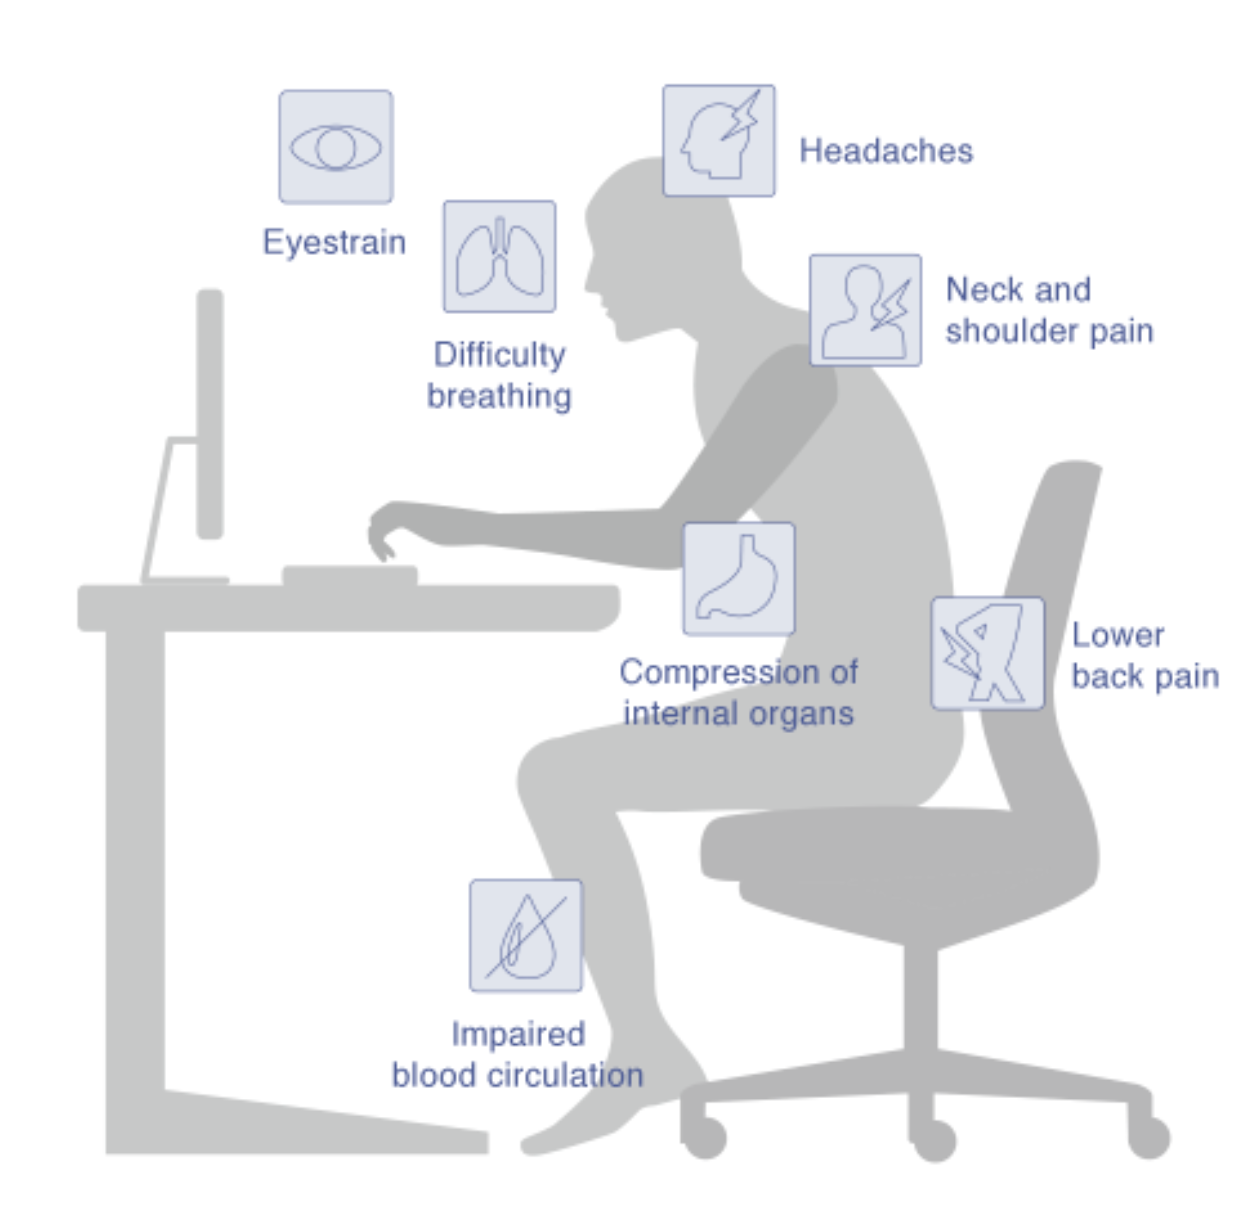 Headaches
Eyestrain
Neck and
shoulder pain
Difficulty
breathing
Lower
back pain
Compression of
internal organs
Impaired
blood circulation